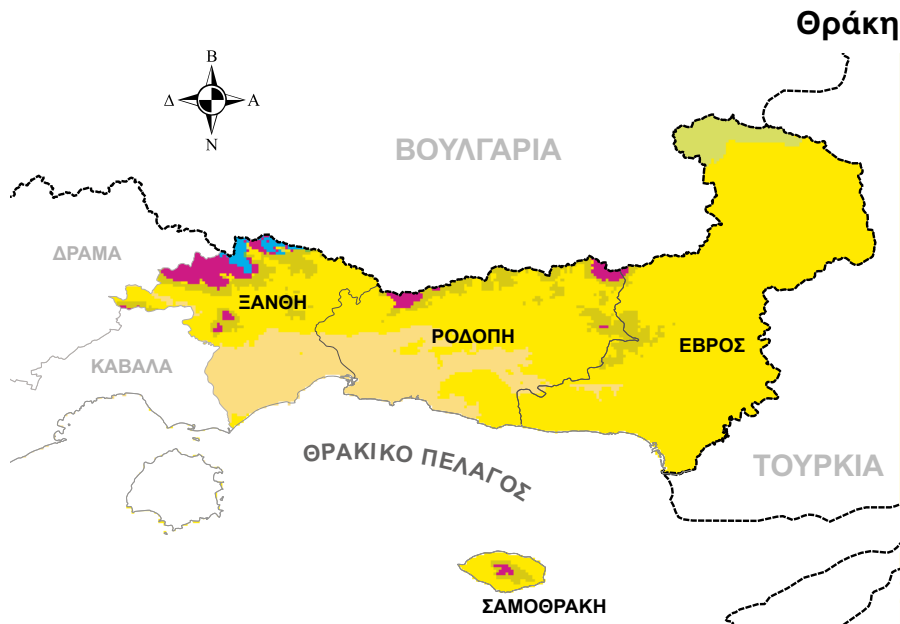 Θράκη
Β
Δ
Α
Ν
ΒΟΥΛΓΑΡΙΑ
ΔΡΑΜΑ
ΞΑΝΘΗ
ΡΟΔΟΠΗ
ΕΒΡΟΣ
ΚΑΒΑΛΑ
ΘΡΑΚΙΚΟ ΠΕΛΑΓΟΣ
ΤΟΥΡΚΙΑ
ΣΑΜΟΘΡΑΚΗ